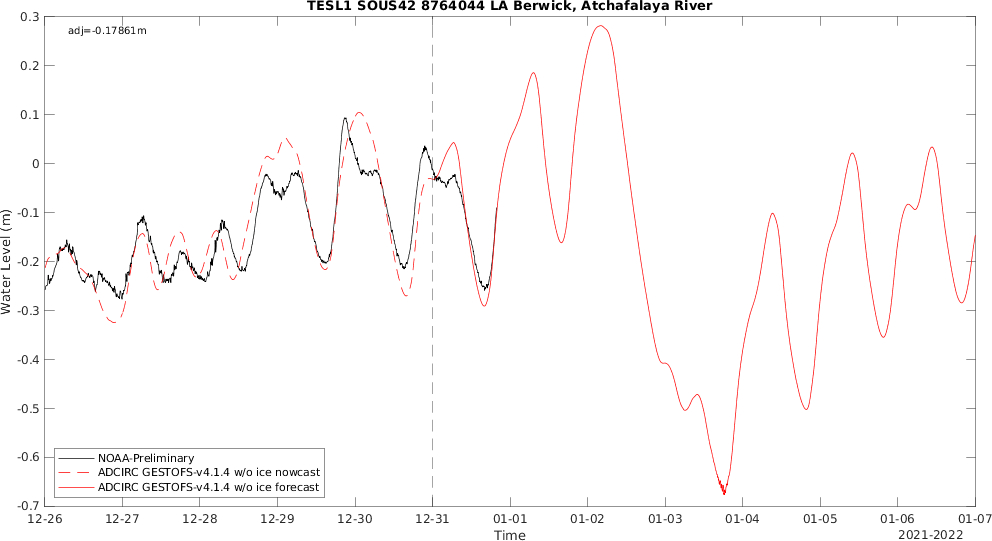 TESL1 SOUS42 8764044 LA Berwick, Atchafalaya River
adj=-0.17861m
0.3
0.2
0.1
0
-0.1
-0.2
-0.3
-0.4
-0.5
-0.6
-0.7
Water Level (m)
NOAA-Preliminary
ADCIRC GESTOFS-v4.1.4 w/o ice nowcast
ADCIRC GESTOFS-v4.1.4 w/o ice forecast
12-26 12-27 12-28 12-29 12-30 12-31 01-01 01-02 01-03 01-04 01-05 01-06 01-07
Time
2021-2022